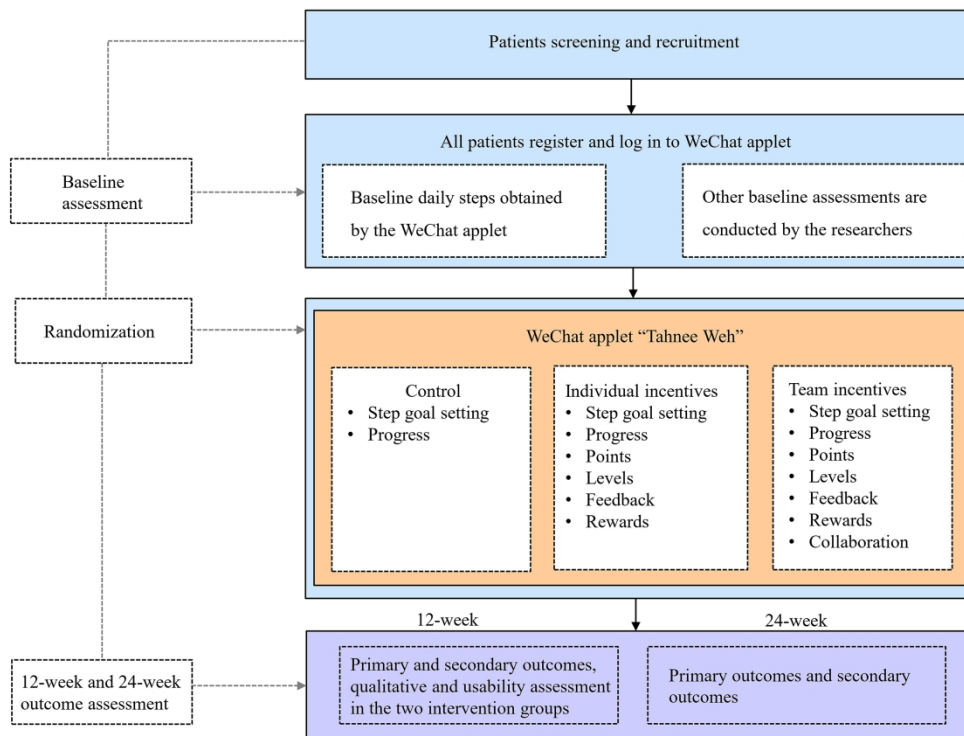 Patients screening and recruitment
All patients register and log in to WeChat applet
Baseline
assessment
Baseline daily steps obtained
by the WeChat applet
Other baseline assessments are
conducted by the researchers
Randomization
WeChat applet “Tahnee Weh”
Control
• Step goal setting
• Progress
Individual incentives
• Step goal setting
• Progress
• Points
• Levels
• Feedback
• Rewards
Team incentives
• Step goal setting
• Progress
• Points
• Levels
• Feedback
• Rewards
• Collaboration
12-week
24-week
12-week and 24-week
outcome assessment
Primary and secondary outcomes,
qualitative and usability assessment
in the two intervention groups
Primary outcomes and secondary
outcomes